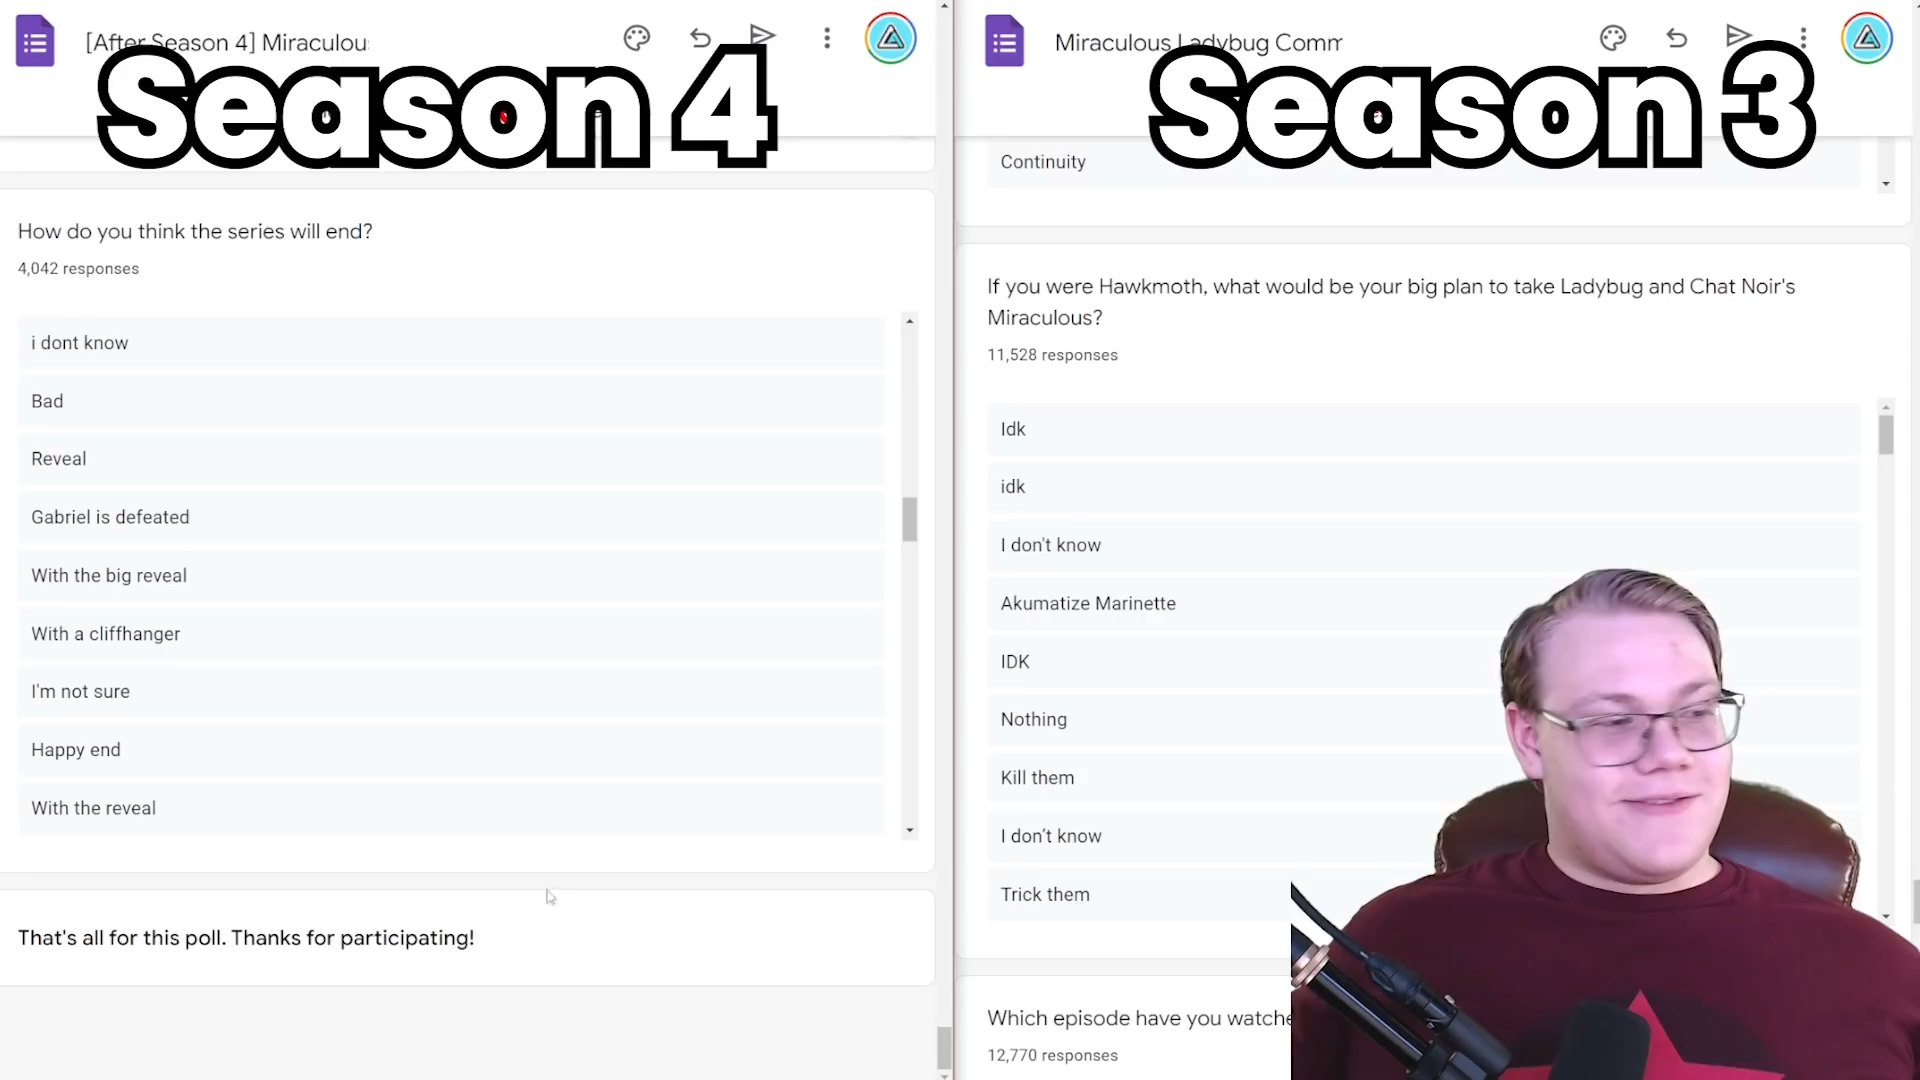 [After Season 4] Miraculou
Season 4
How do you think the series will end?
4,042 responses
i dont know
Bad
Reveal
Gabriel is defeated
With the big reveal
With a cliffhanger
I'm not sure
Happy end
With the reveal
That's all for this poll. Thanks for participating!
Miraculous Ladybug Comm
Season 3
Continuity
If you were Hawkmoth, what would be your big plan to take Ladybug and Chat Noir's
Miraculous?
11,528 responses
Idk
idk
I don't know
Akumatize Marinette
IDK
Nothing
Kill them
I don’t know
Trick them
Which episode have you watche
12,770 responses